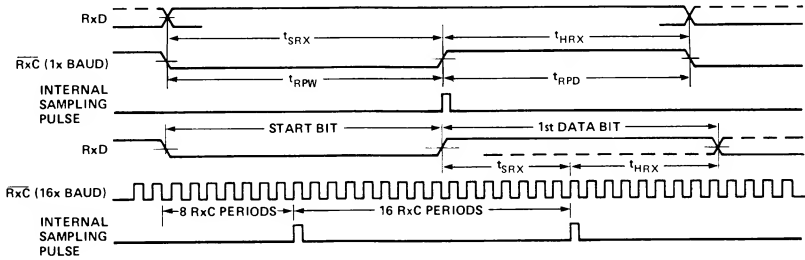 RxD
tSRX
tHRX
RxC (1x BAUD)
tRPW
tRPD
INTERNAL
SAMPLING
PULSE
START BIT
1st DATA BIT
RxD
tSRX
tHRX
RxC (16x BAUD)
8 RxC PERIODS
16 RxC PERIODS
INTERNAL
SAMPLING
PULSE